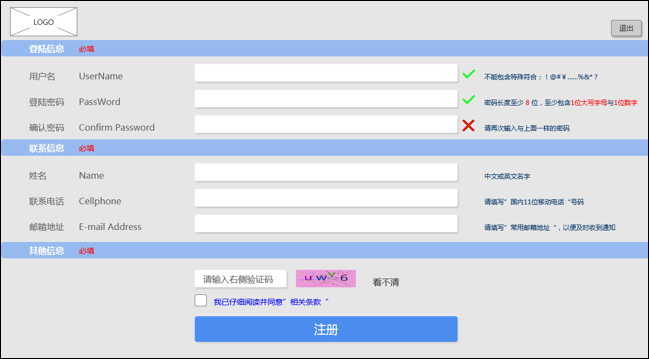 LOGO
退出
登陆信息 必填
用户名 UserName 不能包含特殊符合：！@#￥……%&*？
登陆密码 PassWord 密码长度至少 8 位，至少包含1位大写字母与1位数字
确认密码 Confirm Password 请再次输入与上面一样的密码
联系信息 必填
姓名 Name 中文或英文名字
联系电话 Cellphone 请填写”国内11位移动电话“号码
邮箱地址 E-mail Address 请填写”常用邮箱地址“，以便及时收到通知
其他信息 必填
请输入右侧验证码 看不清
我已仔细阅读并同意”相关条款“
注册